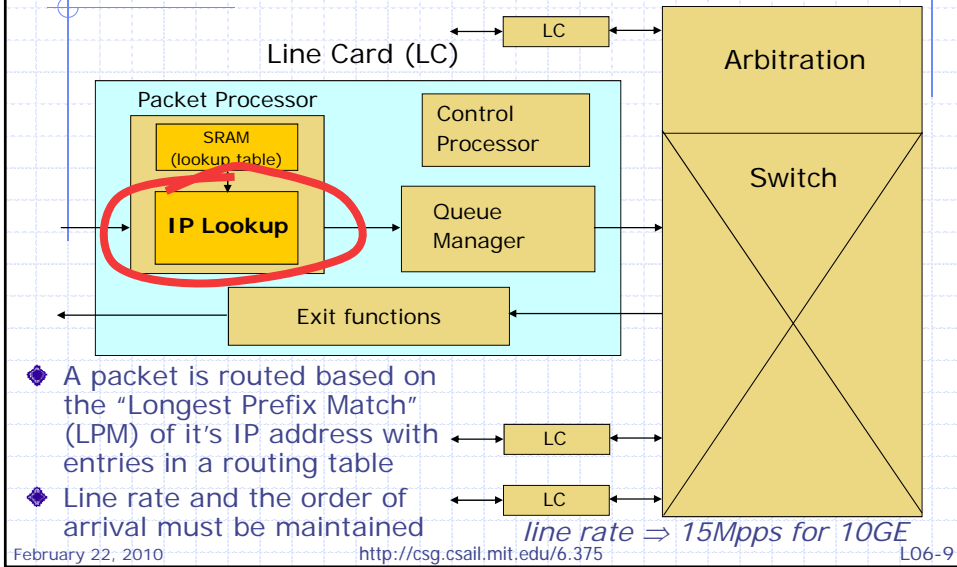 LC
Line Card (LC)
Arbitration
Packet Processor
SRAM
(lookup table)
Control
Processor
Switch
IP Lookup
Queue
Manager
Exit functions
A packet is routed based on
the “Longest Prefix Match”
(LPM) of it's IP address with
entries in a routing table
LC
Line rate and the order of
arrival must be maintained
LC
line rate ⇒ 15Mpps for 10GE
February 22, 2010
http://csg.csail.mit.edu/6.375
L06-9